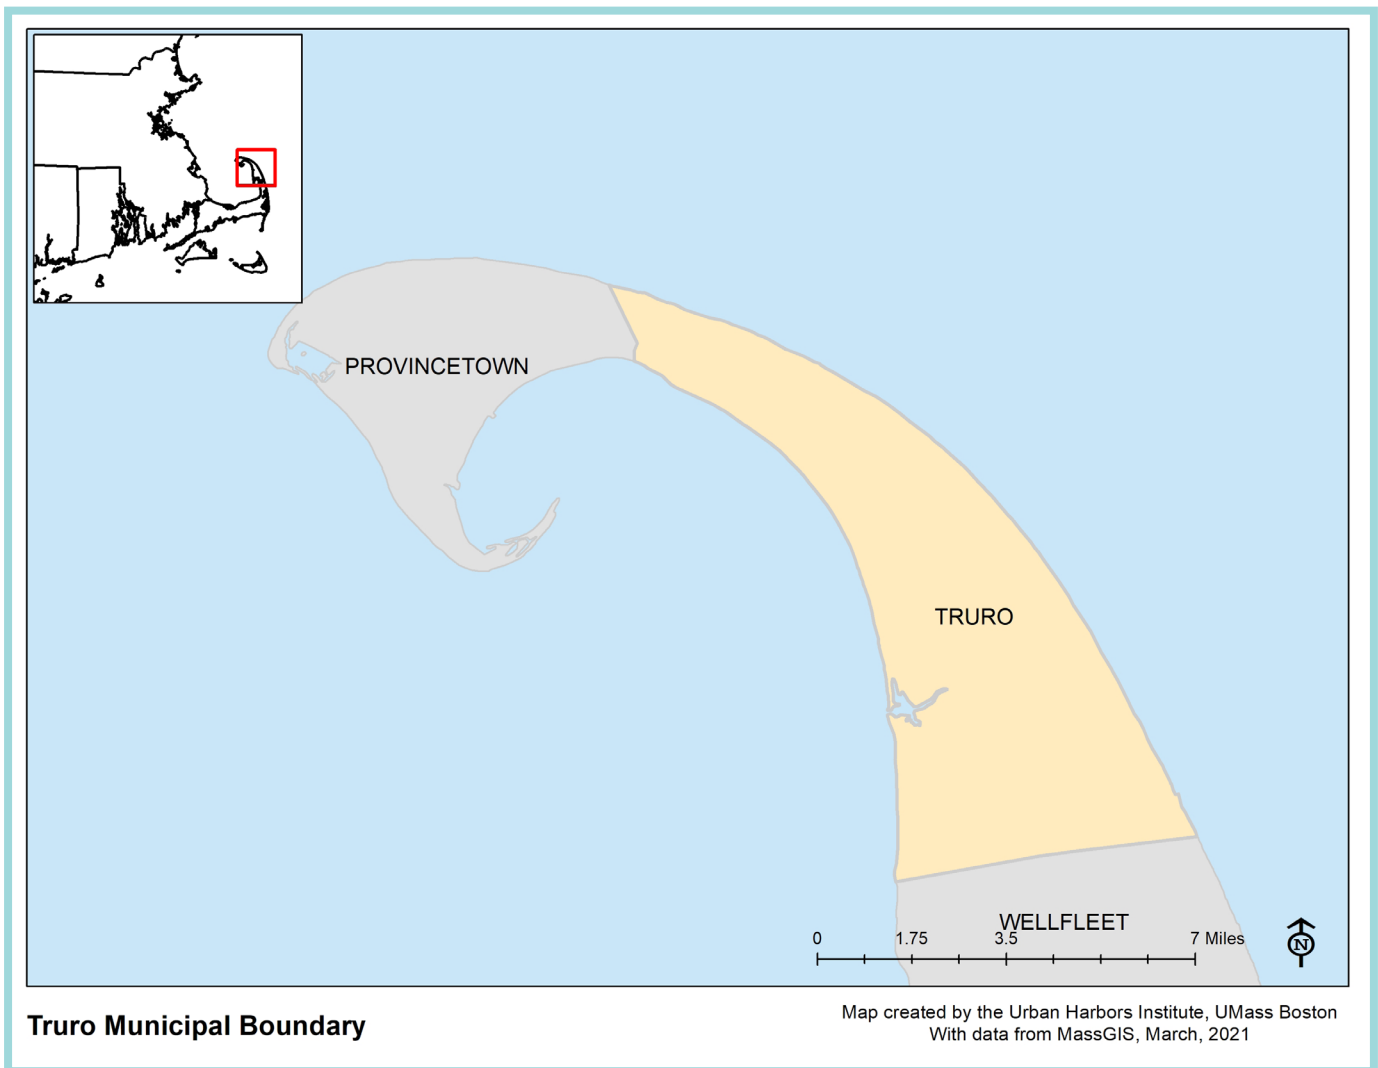 PROVINCETOWN
TRURO
WELLFLEET
0 1.75 3.5 7 Miles
N
Truro Municipal Boundary
Map created by the Urban Harbors Institute, UMass Boston
With data from MassGIS, March, 2021